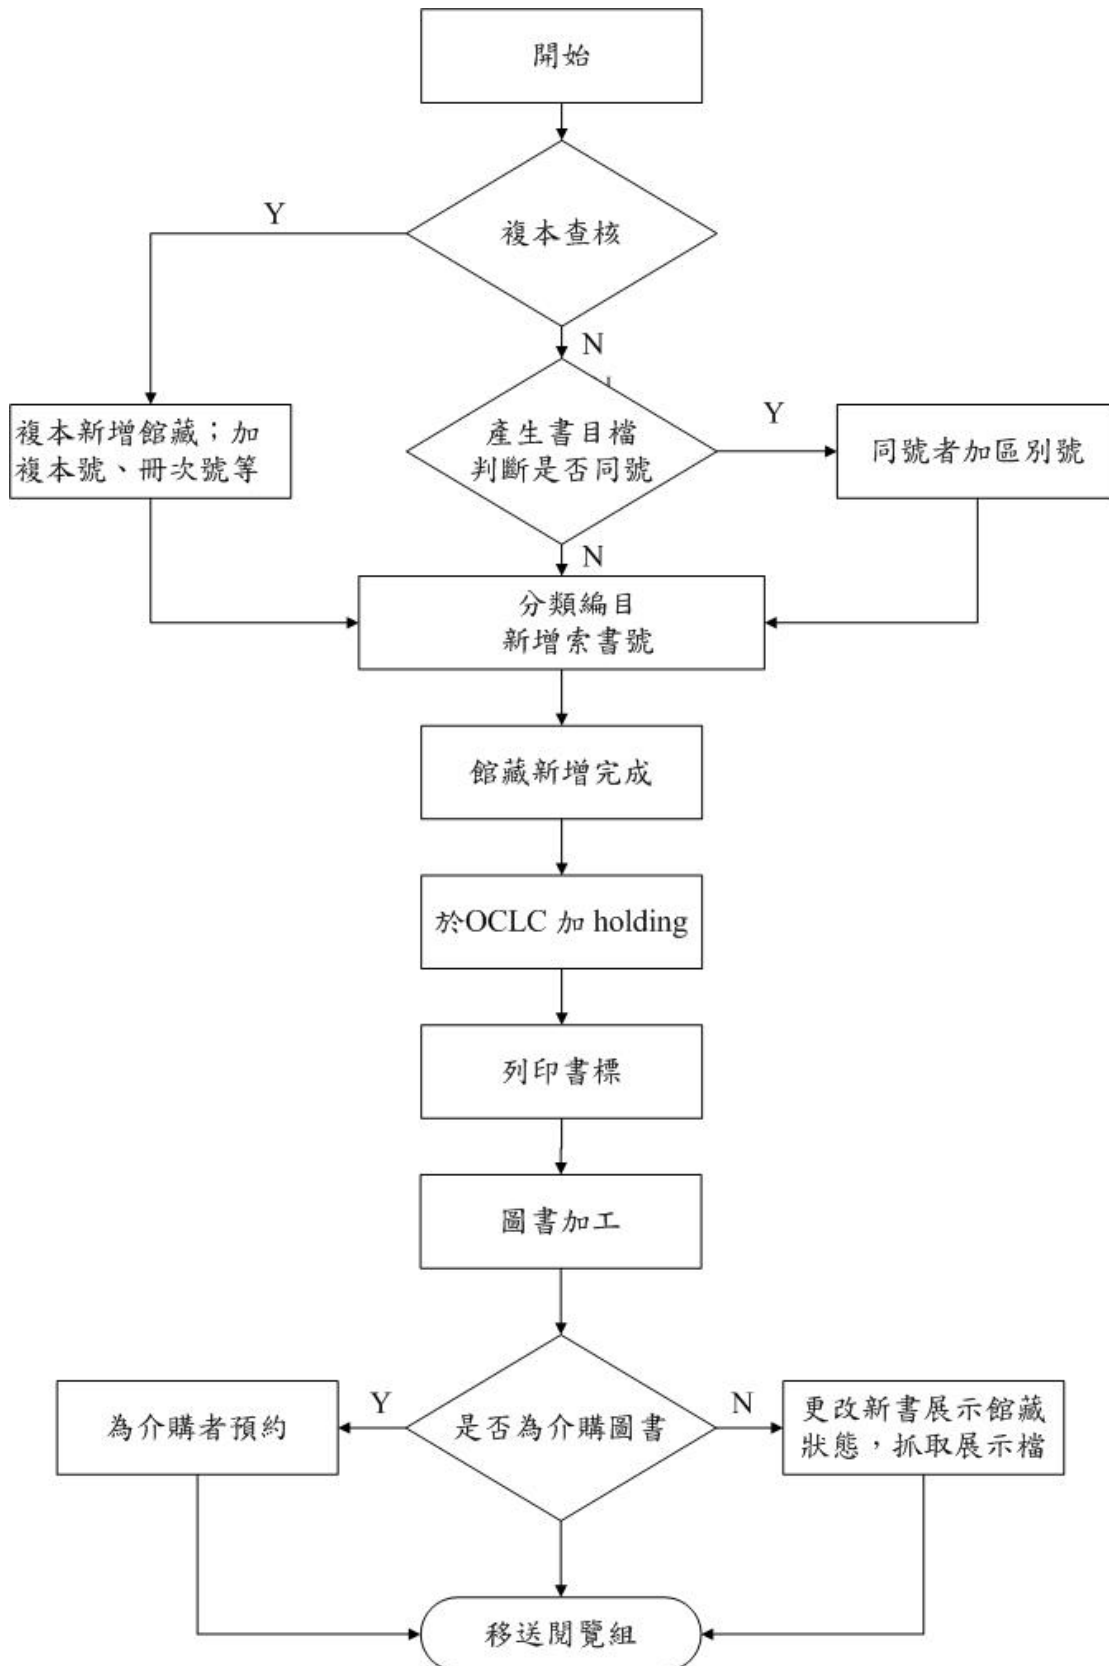 開始
Y
複本查核
N
複本新增館藏；加
複本號、冊次號等
產生書目檔
判斷是否同號
Y
同號者加區別號
N
分類編目
新增索書號
館藏新增完成
於OCLC 加 holding
列印書標
圖書加工
為介購者預約
Y
是否為介購圖書
N
更改新書展示館藏
狀態，抓取展示檔
移送閱覽組